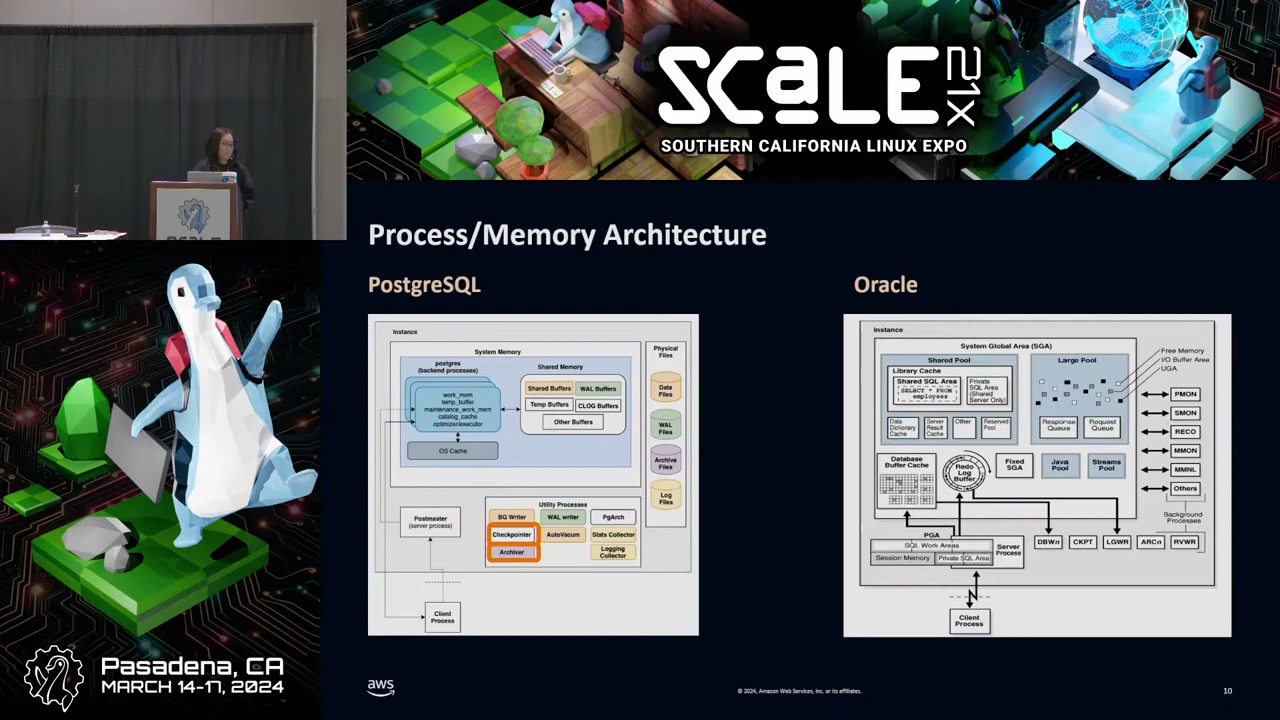 SCALE 21X
SOUTHERN CALIFORNIA LINUX EXPO
Process/Memory Architecture
PostgreSQL
Instance
System Memory
postgres
(backend processes)
work_mem
temp_buffer
maintenance_work_mem
catalog_cache
optimizer/executor
OS Cache
Shared Memory
Shared Buffers
WAL Buffers
Temp Buffers
CLOG Buffers
Other Buffers
Physical
Files
Data
Files
WAL
Files
Archive
Files
Log
Files
Postmaster
(server process)
Utility Processes
BG Writer
WAL writer
PgArch
Checkpointer
AutoVacum
Stats Collector
Archiver
Logging
Collector
Client
Process
Oracle
Instance
System Global Area (SGA)
Shared Pool
Library Cache
Shared SQL Area
SELECT * FROM
employees
Private
SQL Area
(Shared
Server Only)
Data
Dictionary
Cache
Server
Result
Cache
Other
Reserved
Pool
Large Pool
Response
Queue
Request
Queue
Free Memory
I/O Buffer Area
UGA
Database
Buffer Cache
Redo
Log
Buffer
Fixed
SGA
Java
Pool
Streams
Pool
PMON
SMON
RECO
MMON
MMNL
Others
Background
Processes
PGA
SQL Work Areas
Session Memory
Private SQL Area
Server
Process
DBWn
CKPT
LGWR
ARCn
RVWR
Client
Process
Pasadena, CA
MARCH 14-17, 2024
aws
© 2024, Amazon Web Services, Inc. or its affiliates.
10